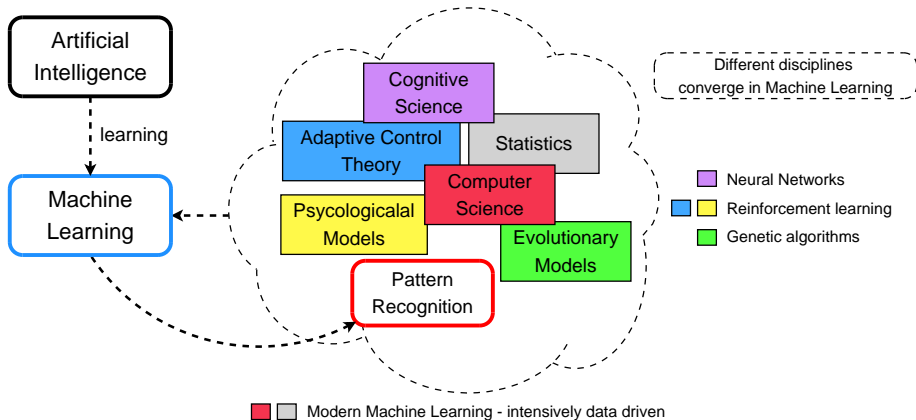 Artificial
Intelligence
learning
Machine
Learning
Cognitive
Science
Adaptive Control
Theory
Statistics
Computer
Science
Psycologicalal
Models
Evolutionary
Models
Pattern
Recognition
Different disciplines
converge in Machine Learning
Neural Networks
Reinforcement learning
Genetic algorithms
Modern Machine Learning - intensively data driven